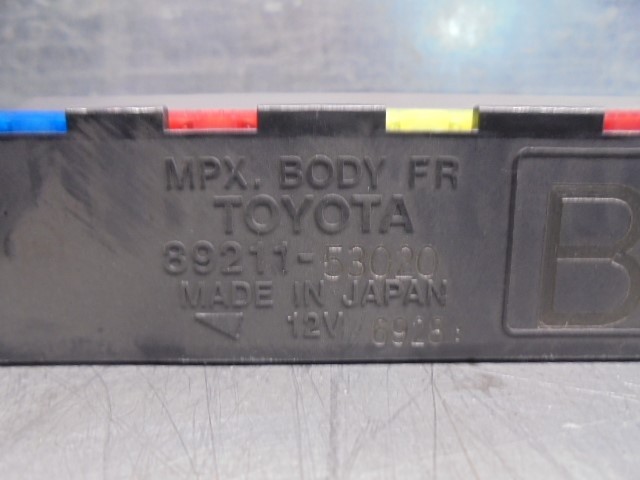 MPX. BODY FR
TOYOTA
89211-53020
MADE IN JAPAN
12V
B